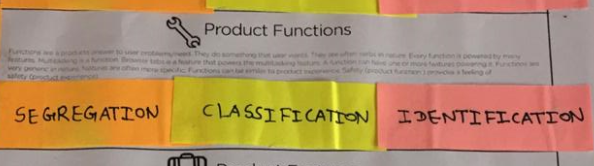 Product Functions
Functions are a products answer to user problems/need. They do something that user wants. They are often verbs in nature. Every function is powered by many
features. Multitasking is a function. Browser tabs is a feature that powers the multitasking feature. A function can have one or more features powering it. Functions are
very generic in nature, features are often more specific. Functions can be similar to product experience. Safety (product function) provides a feeling of
safety (product experience)
SEGREGATION CLASSIFICATION IDENTIFICATION
Product